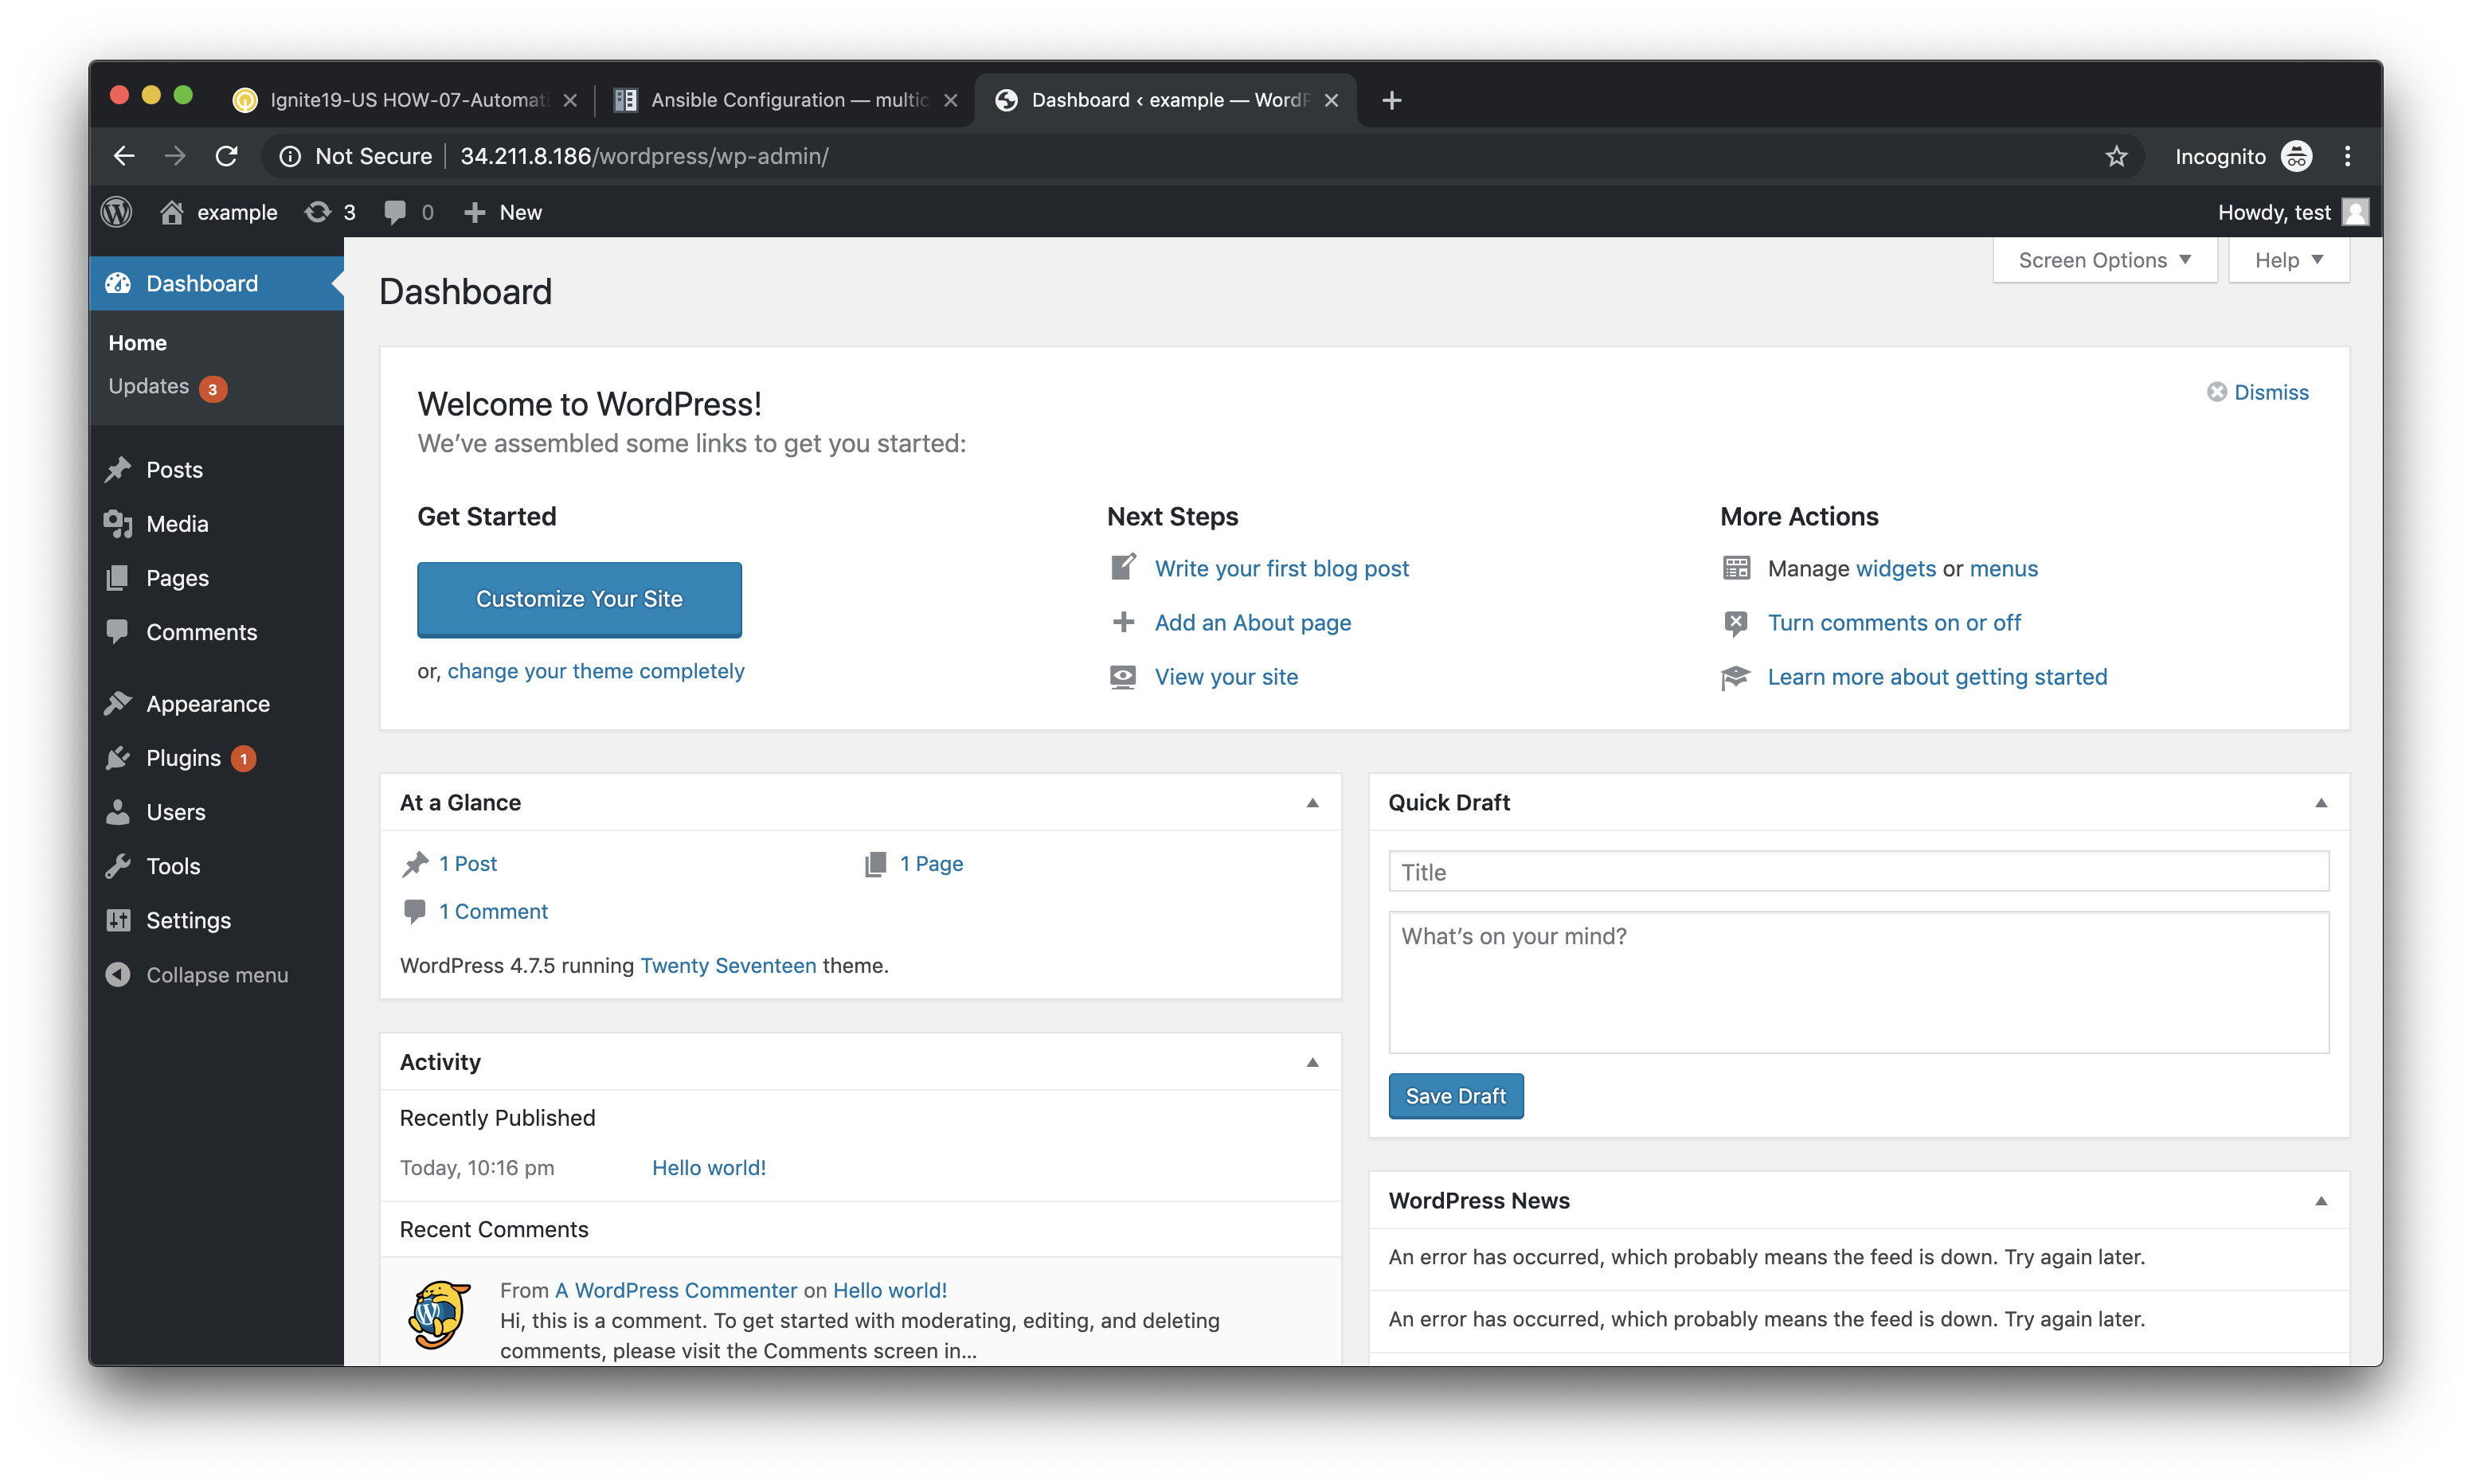 Ignite19-US HOW-07-Automati
Ansible Configuration — multic
Dashboard ‹ example — WordP
Not Secure 34.211.8.186/wordpress/wp-admin/
Incognito
example 3 0 New
Howdy, test
Dashboard
Home
Updates 3
Posts
Media
Pages
Comments
Appearance
Plugins 1
Users
Tools
Settings
Collapse menu
Screen Options Help
Dashboard
Welcome to WordPress!
Dismiss
We’ve assembled some links to get you started:
Get Started
Customize Your Site
or, change your theme completely
Next Steps
Write your first blog post
Add an About page
View your site
More Actions
Manage widgets or menus
Turn comments on or off
Learn more about getting started
At a Glance
1 Post 1 Page
1 Comment
WordPress 4.7.5 running Twenty Seventeen theme.
Activity
Recently Published
Today, 10:16 pm Hello world!
Recent Comments
From A WordPress Commenter on Hello world!
Hi, this is a comment. To get started with moderating, editing, and deleting
comments, please visit the Comments screen in...
Quick Draft
Title
What’s on your mind?
Save Draft
WordPress News
An error has occurred, which probably means the feed is down. Try again later.
An error has occurred, which probably means the feed is down. Try again later.